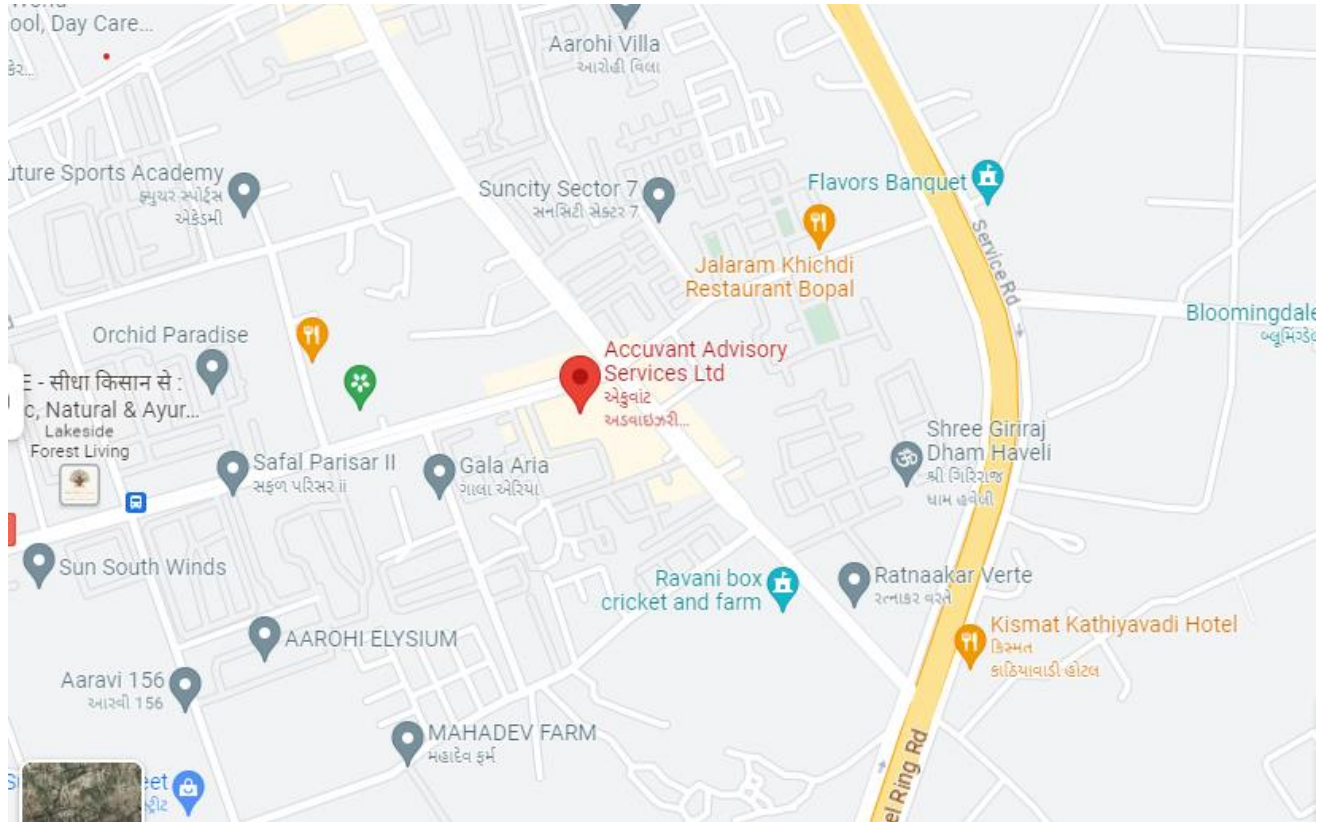 ool, Day Care...
Aarohi Villa
આરોહી વિલા
uture Sports Academy
ફ્યુચર સ્પોર્ટ્સ
એકેડમી
Suncity Sector 7
સનસિટી સેક્ટર 7
Flavors Banquet
Jalaram Khichdi
Restaurant Bopal
Service Rd
Bloomingdale
Orchid Paradise
Accuvant Advisory
Services Ltd
એકુવાંટ
અડવાઇઝરી...
E - सीधा किसान से :
c, Natural & Ayur...
Lakeside
Forest Living
Safal Parisar II
સફળ પરિસર ii
Gala Aria
ગાલા એરિયા
Shree Giriraj
Dham Haveli
શ્રી ગિરિરાજ
ધામ હવેલી
Sun South Winds
Ravani box
cricket and farm
Ratnaakar Verte
રત્નાકર વરતે
AAROHI ELYSIUM
Kismat Kathiyavadi Hotel
કિસ્મત
કાઠિયાવાડી હોટલ
Aaravi 156
આરવી 156
MAHADEV FARM
મહાદેવ ફર્મ
el Ring Rd
eet